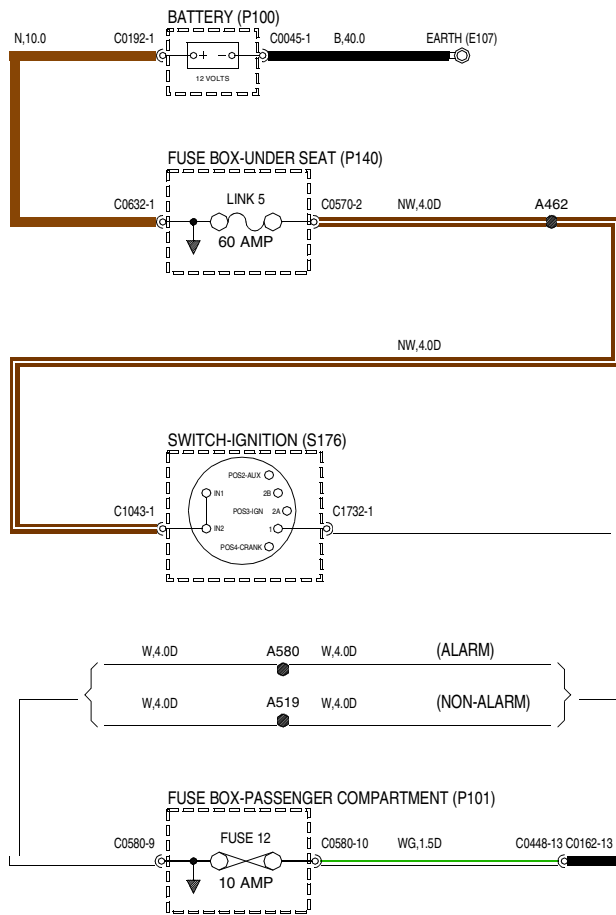 BATTERY (P100)
N,10.0 C0192-1 C0045-1 B,40.0 EARTH (E107)
+ -
12 VOLTS
FUSE BOX-UNDER SEAT (P140)
C0632-1 LINK 5 C0570-2 NW,4.0D A462
60 AMP
NW,4.0D
SWITCH-IGNITION (S176)
POS2-AUX
IN1 2B
C1043-1 POS3-IGN 2A C1732-1
IN2 1
POS4-CRANK
W,4.0D A580 W,4.0D (ALARM)
W,4.0D A519 W,4.0D (NON-ALARM)
FUSE BOX-PASSENGER COMPARTMENT (P101)
C0580-9 FUSE 12 C0580-10 WG,1.5D C0448-13 C0162-13
10 AMP